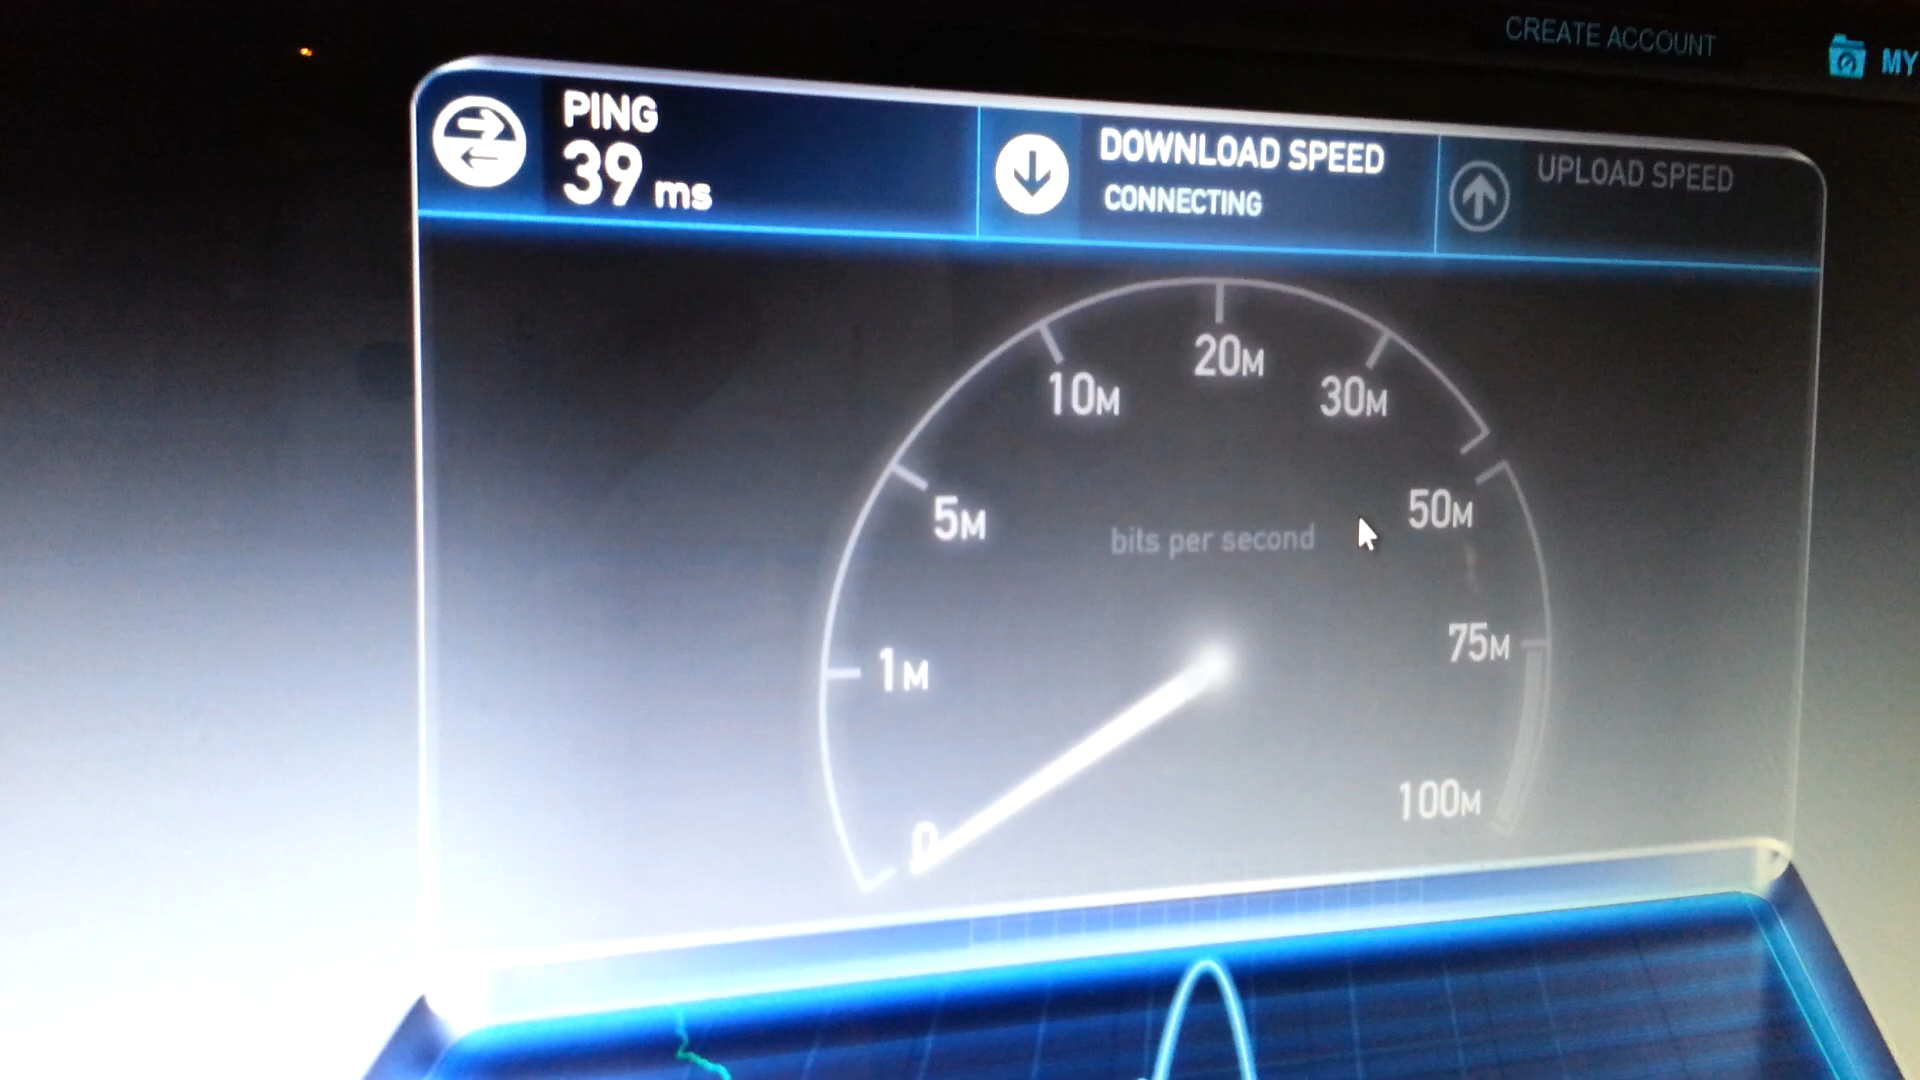 CREATE ACCOUNT
MY
PING
39 ms
DOWNLOAD SPEED
CONNECTING
UPLOAD SPEED
20M
10M
30M
5M
50M
bits per second
1M
75M
100M
0